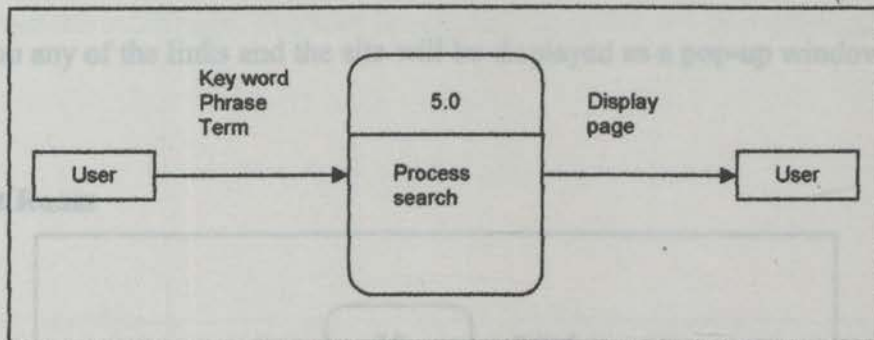 on any of the links and the site will be displayed as a pop-up window
Key word
Phrase
Term
5.0
Display
page
User
Process
search
User